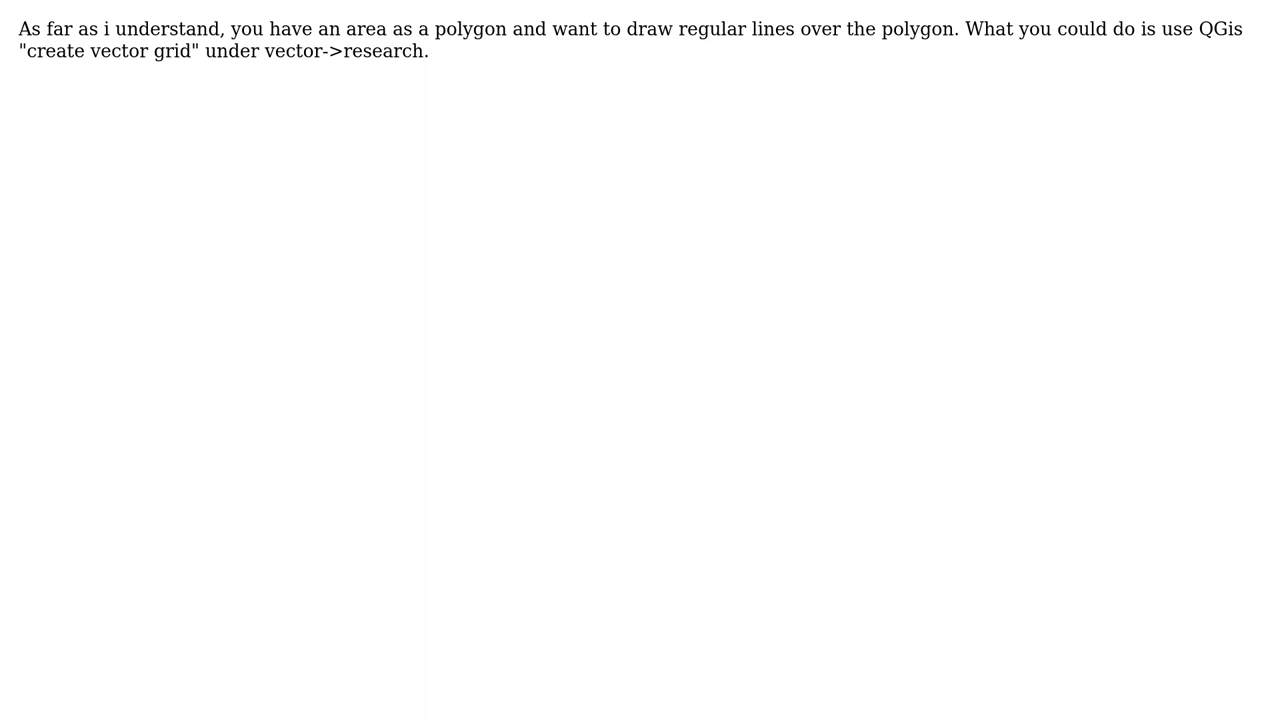 As far as i understand, you have an area as a polygon and want to draw regular lines over the polygon. What you could do is use QGis
"create vector grid" under vector->research.